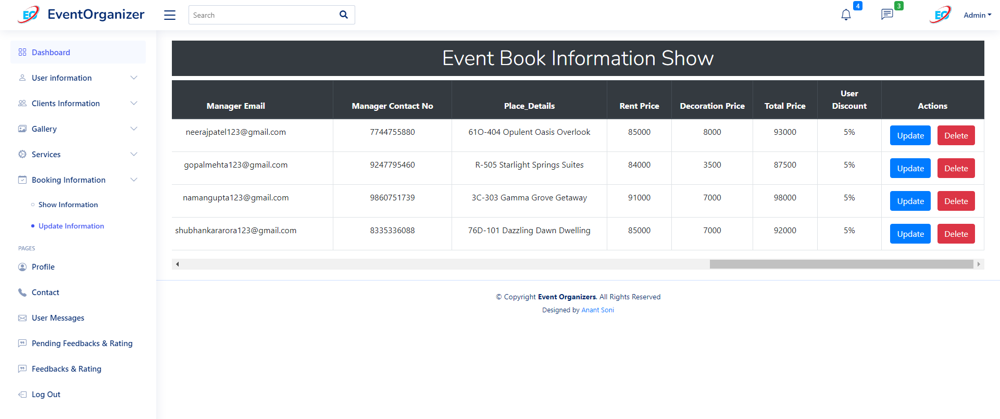 EO EventOrganizer Search 4 3 EO Admin
Dashboard
User information
Clients Information
Gallery
Services
Booking Information
Show Information
Update Information
PAGES
Profile
Contact
User Messages
Pending Feedbacks & Rating
Feedbacks & Rating
Log Out
Event Book Information Show
Manager Email Manager Contact No Place_Details Rent Price Decoration Price Total Price User Discount Actions
neerajpatel123@gmail.com 7744755880 61O-404 Opulent Oasis Overlook 85000 8000 93000 5% Update Delete
gopalmehta123@gmail.com 9247795460 R-505 Starlight Springs Suites 84000 3500 87500 5% Update Delete
namangupta123@gmail.com 9860751739 3C-303 Gamma Grove Getaway 91000 7000 98000 5% Update Delete
shubhankararora123@gmail.com 8335336088 76D-101 Dazzling Dawn Dwelling 85000 7000 92000 5% Update Delete
© Copyright Event Organizers. All Rights Reserved
Designed by Anant Soni